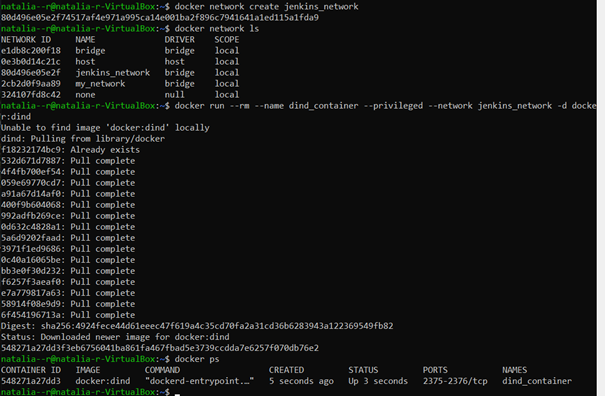 natalia--r@natalia-r-VirtualBox:~$ docker network create jenkins_network
80d496e05e2f74517af4e971a995ca14e001ba2f896c7941641a1ed115a1fda9
natalia--r@natalia-r-VirtualBox:~$ docker network ls
NETWORK ID NAME DRIVER SCOPE
e1db8c200f18 bridge bridge local
0e3b0d14c21c host host local
80d496e05e2f jenkins_network bridge local
2cb2d0f9aa89 my_network bridge local
324107fd8c42 none null local
natalia--r@natalia-r-VirtualBox:~$ docker run --rm --name dind_container --privileged --network jenkins_network -d docke
r:dind
Unable to find image 'docker:dind' locally
dind: Pulling from library/docker
f18232174bc9: Already exists
532d671d7887: Pull complete
4f4fb700ef54: Pull complete
059e69770cd7: Pull complete
a91a67d14af0: Pull complete
400f9b604068: Pull complete
992adfb269ce: Pull complete
0d632c4828a1: Pull complete
5a6d9202faad: Pull complete
3971f1ed9686: Pull complete
0c40a16065be: Pull complete
bb3e0f30d232: Pull complete
f6257f3aeaf0: Pull complete
e7a779817a63: Pull complete
58914f08e9d9: Pull complete
6f454196713a: Pull complete
Digest: sha256:4924fece44d61eeec47f619a4c35cd70fa2a31cd36b6283943a122369549fb82
Status: Downloaded newer image for docker:dind
548271a27dd3f3eb6756041ba861fa467fbad5e3739ccdda7e6257f070db76e2
natalia--r@natalia-r-VirtualBox:~$ docker ps
CONTAINER ID IMAGE COMMAND CREATED STATUS PORTS NAMES
548271a27dd3 docker:dind "dockerd-entrypoint.…" 5 seconds ago Up 3 seconds 2375-2376/tcp dind_container
natalia--r@natalia-r-VirtualBox:~$